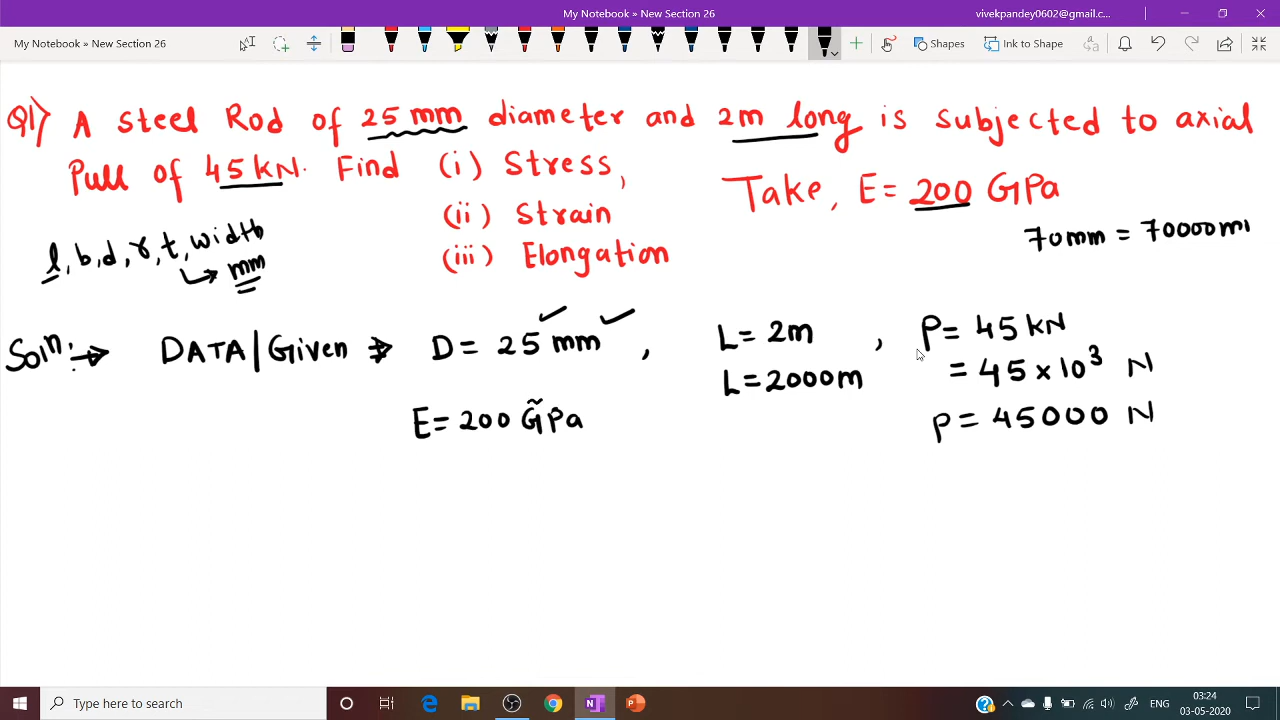 My Notebook » New Section 26
vivekpandey0602@gmail.c...
My Notebook » New Section 26
Shapes
Ink to Shape
Q1) A steel Rod of 25 mm diameter and 2m long is subjected to axial
Pull of 45 kN. Find (i) Stress,
(ii) Strain
(iii) Elongation
Take, E = 200 GPa
70mm = 70000m
l, b, d, r, t, width
↳ mm
Soln: → DATA|Given → D = 25 mm, L = 2m, P = 45 kN
L = 2000m = 45 × 10³ N
E = 200 GPa P = 45000 N
Type here to search
ENG
03:24
03-05-2020